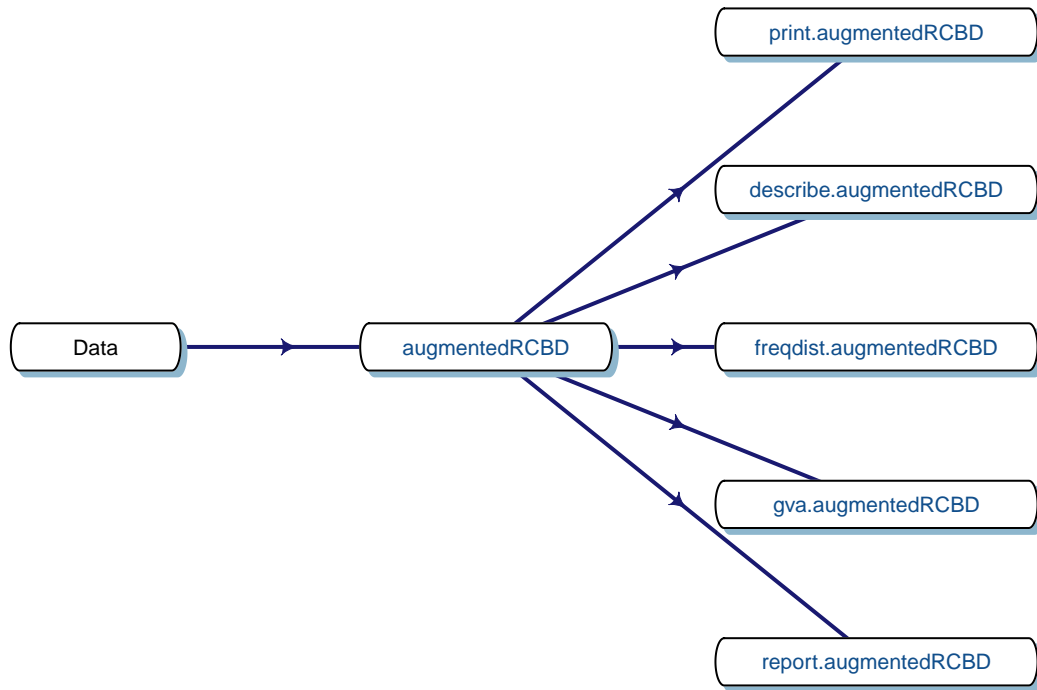 print.augmentedRCBD
describe.augmentedRCBD
Data
augmentedRCBD
freqdist.augmentedRCBD
gva.augmentedRCBD
report.augmentedRCBD